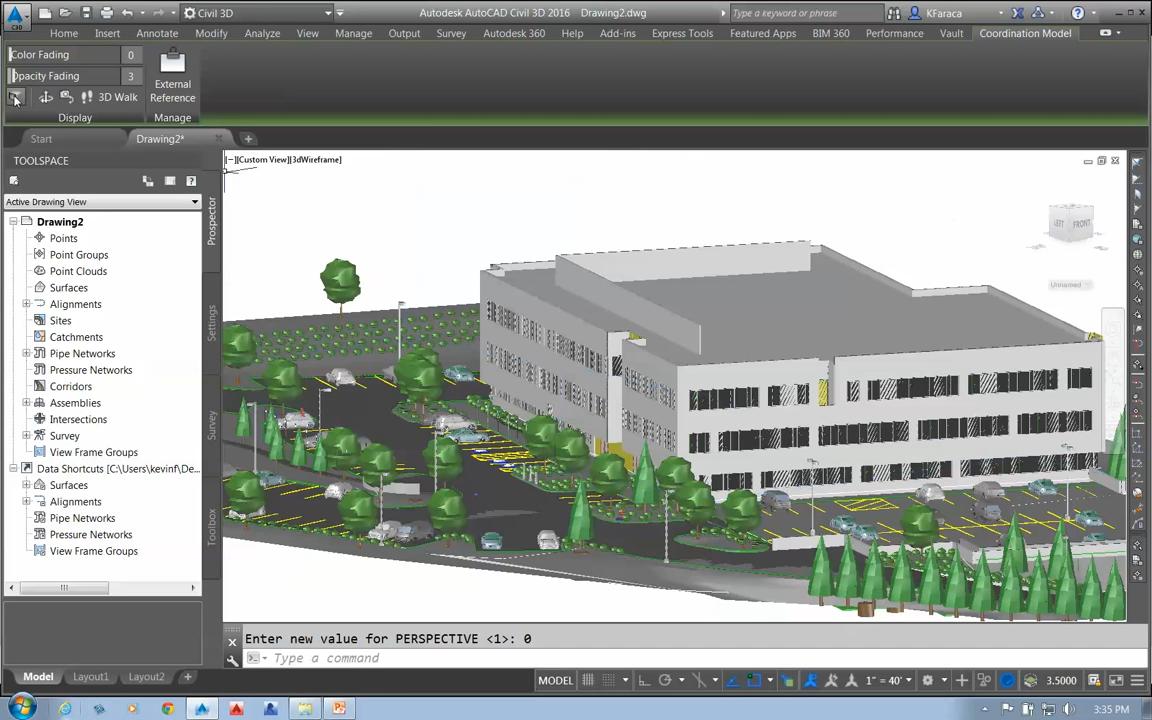 Civil 3D
Autodesk AutoCAD Civil 3D 2016 Drawing2.dwg
Type a keyword or phrase
KFaraca
C3D
Home Insert Annotate Modify Analyze View Manage Output Survey Autodesk 360 Help Add-ins Express Tools Featured Apps BIM 360 Performance Vault Coordination Model
Color Fading 0
Opacity Fading 3
3D Walk
External Reference
Display Manage
Start Drawing2*
TOOLSPACE
[−][Custom View][3dWireframe]
Active Drawing View
Drawing2
Points
Point Groups
Point Clouds
Surfaces
Alignments
Sites
Catchments
Pipe Networks
Pressure Networks
Corridors
Assemblies
Intersections
Survey
View Frame Groups
Data Shortcuts [C:\Users\kevinf\De...
Surfaces
Alignments
Pipe Networks
Pressure Networks
View Frame Groups
Prospector
Settings
Survey
Toolbox
LEFT FRONT
Unnamed
Enter new value for PERSPECTIVE <1>: 0
Type a command
Model Layout1 Layout2
MODEL 1" = 40' 3.5000
3:35 PM